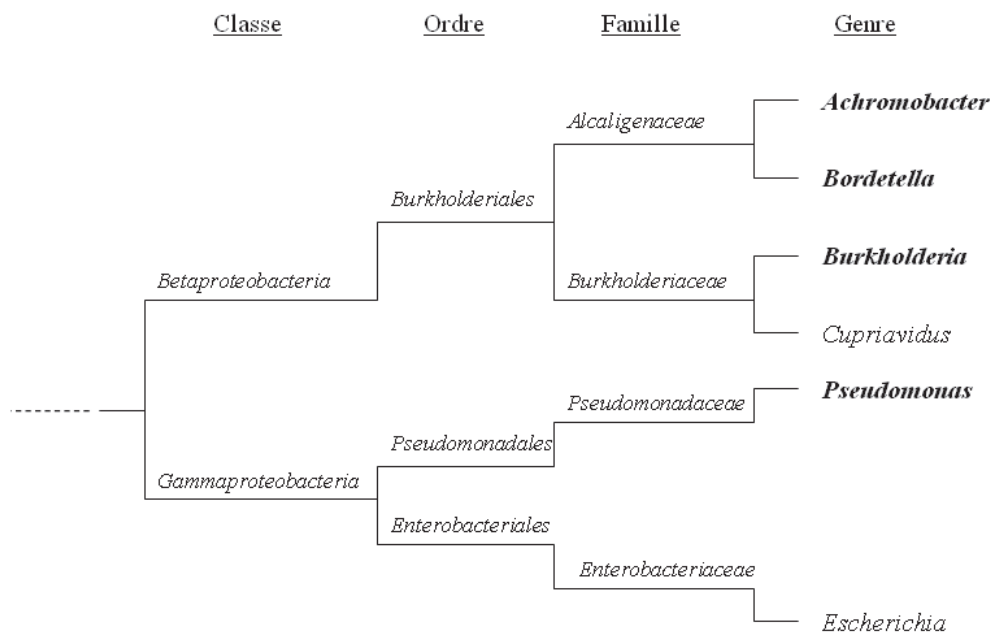 Classe Ordre Famille Genre
Achromobacter
Alcaligenaceae
Bordetella
Burkholderiales
Burkholderia
Betaproteobacteria Burkholderiaceae
Cupriavidus
Pseudomonas
Pseudomonadaceae
Pseudomonadales
Gammaproteobacteria
Enterobacteriales
Enterobacteriaceae
Escherichia